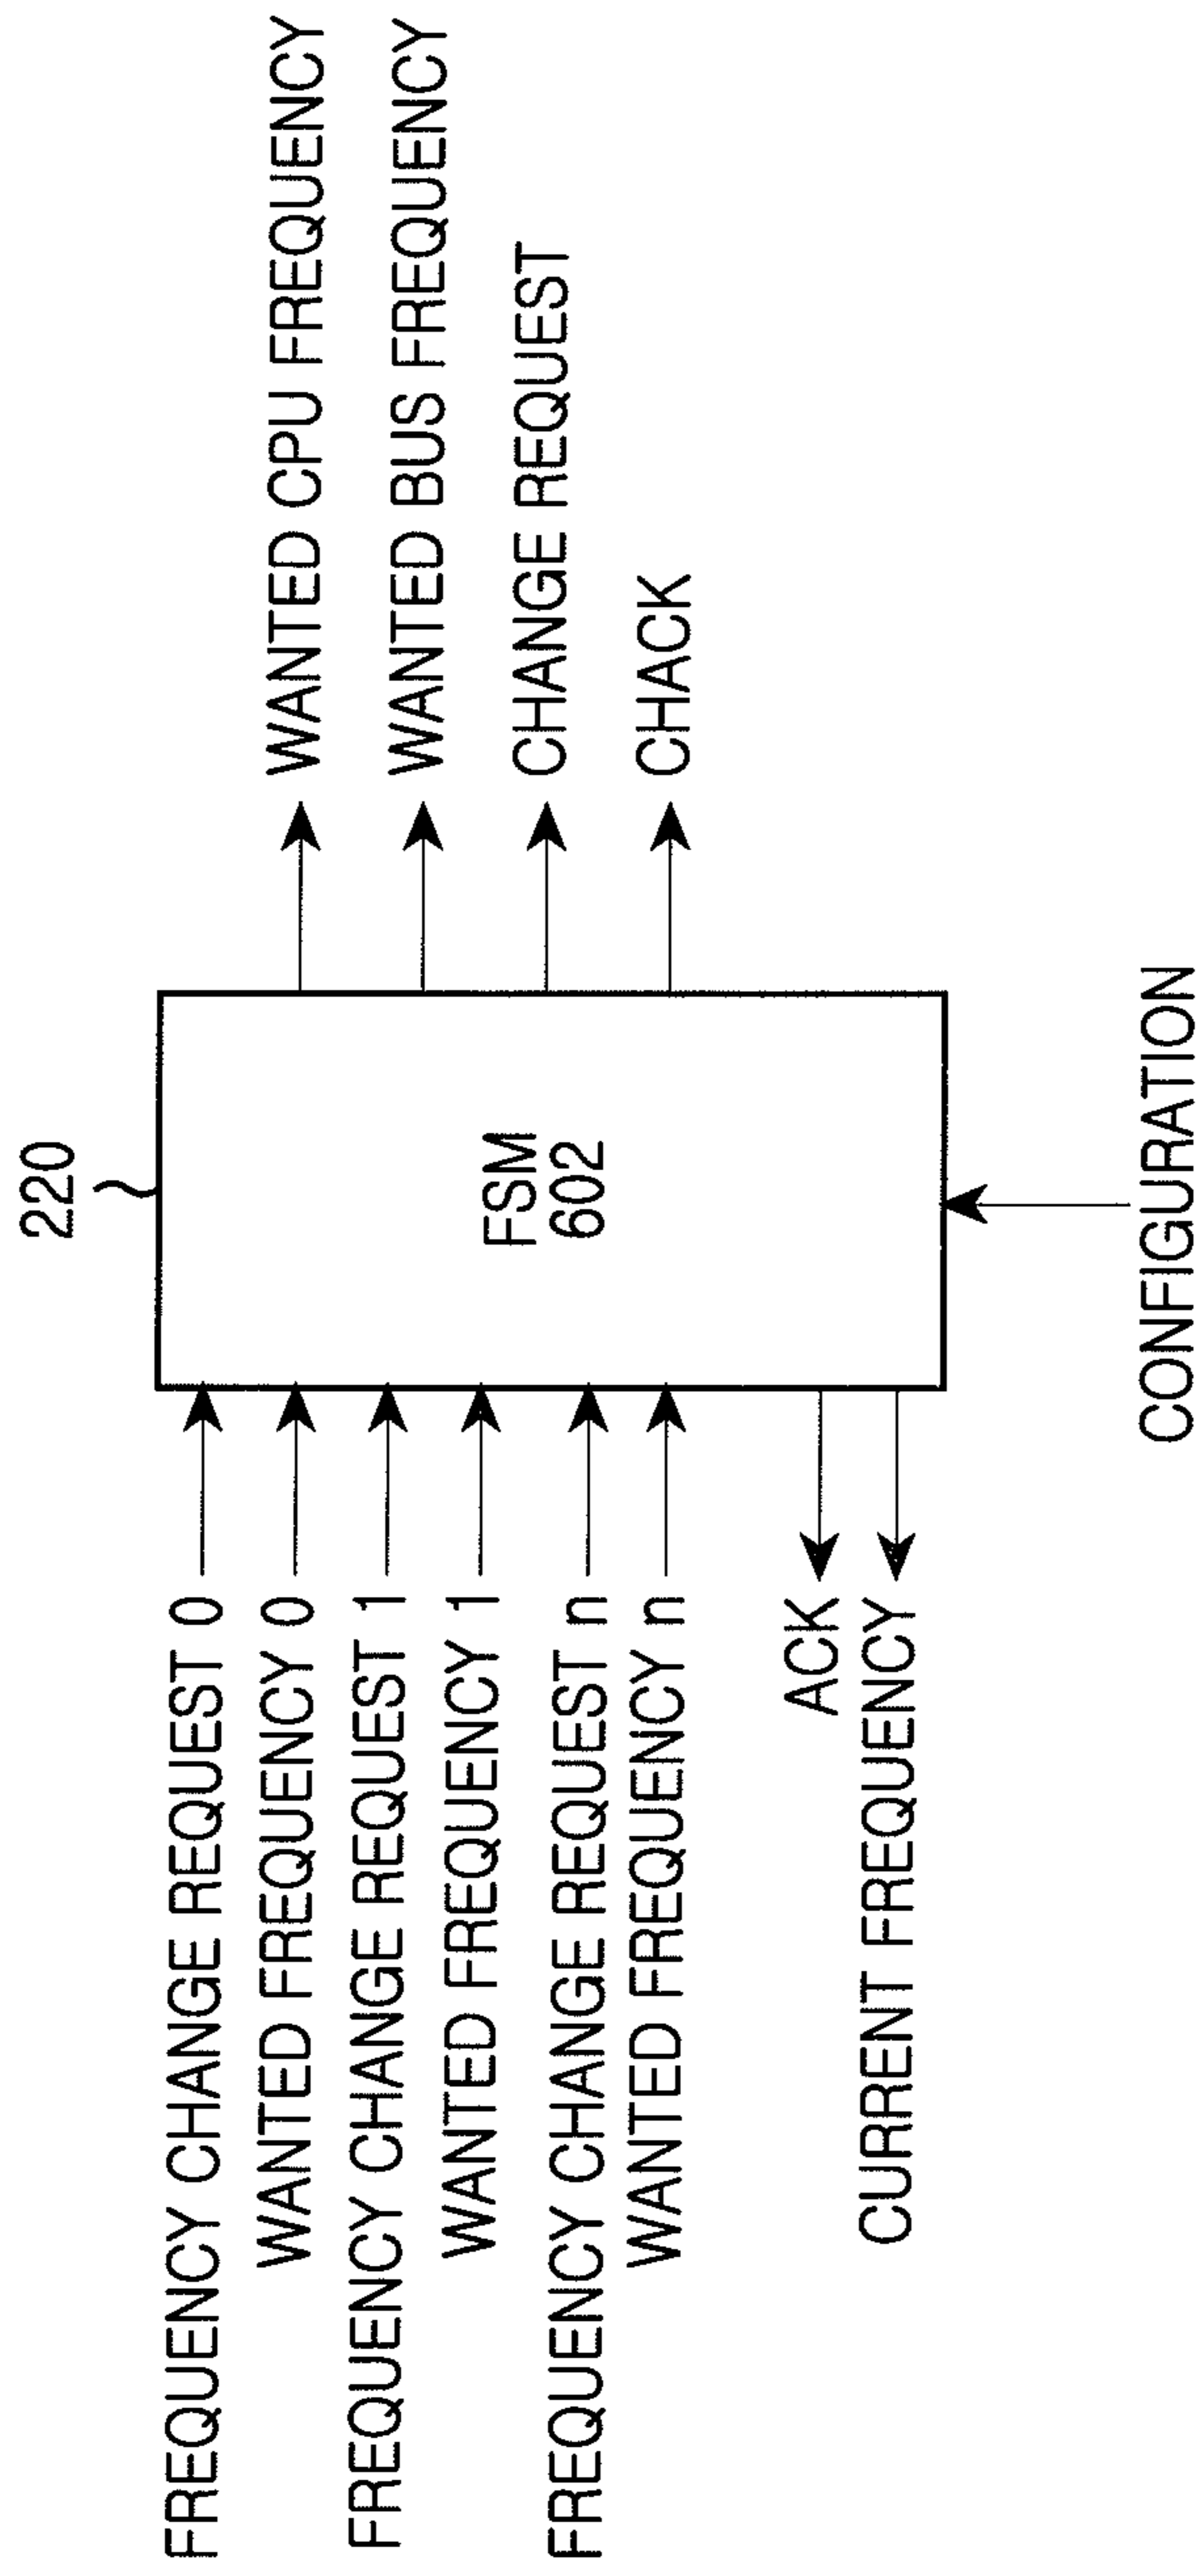 220
FREQUENCY CHANGE REQUEST 0
WANTED FREQUENCY 0
FREQUENCY CHANGE REQUEST 1
WANTED FREQUENCY 1
FREQUENCY CHANGE REQUEST n
WANTED FREQUENCY n
ACK
CURRENT FREQUENCY
FSM
602
WANTED CPU FREQUENCY
WANTED BUS FREQUENCY
CHANGE REQUEST
CHACK
CONFIGURATION